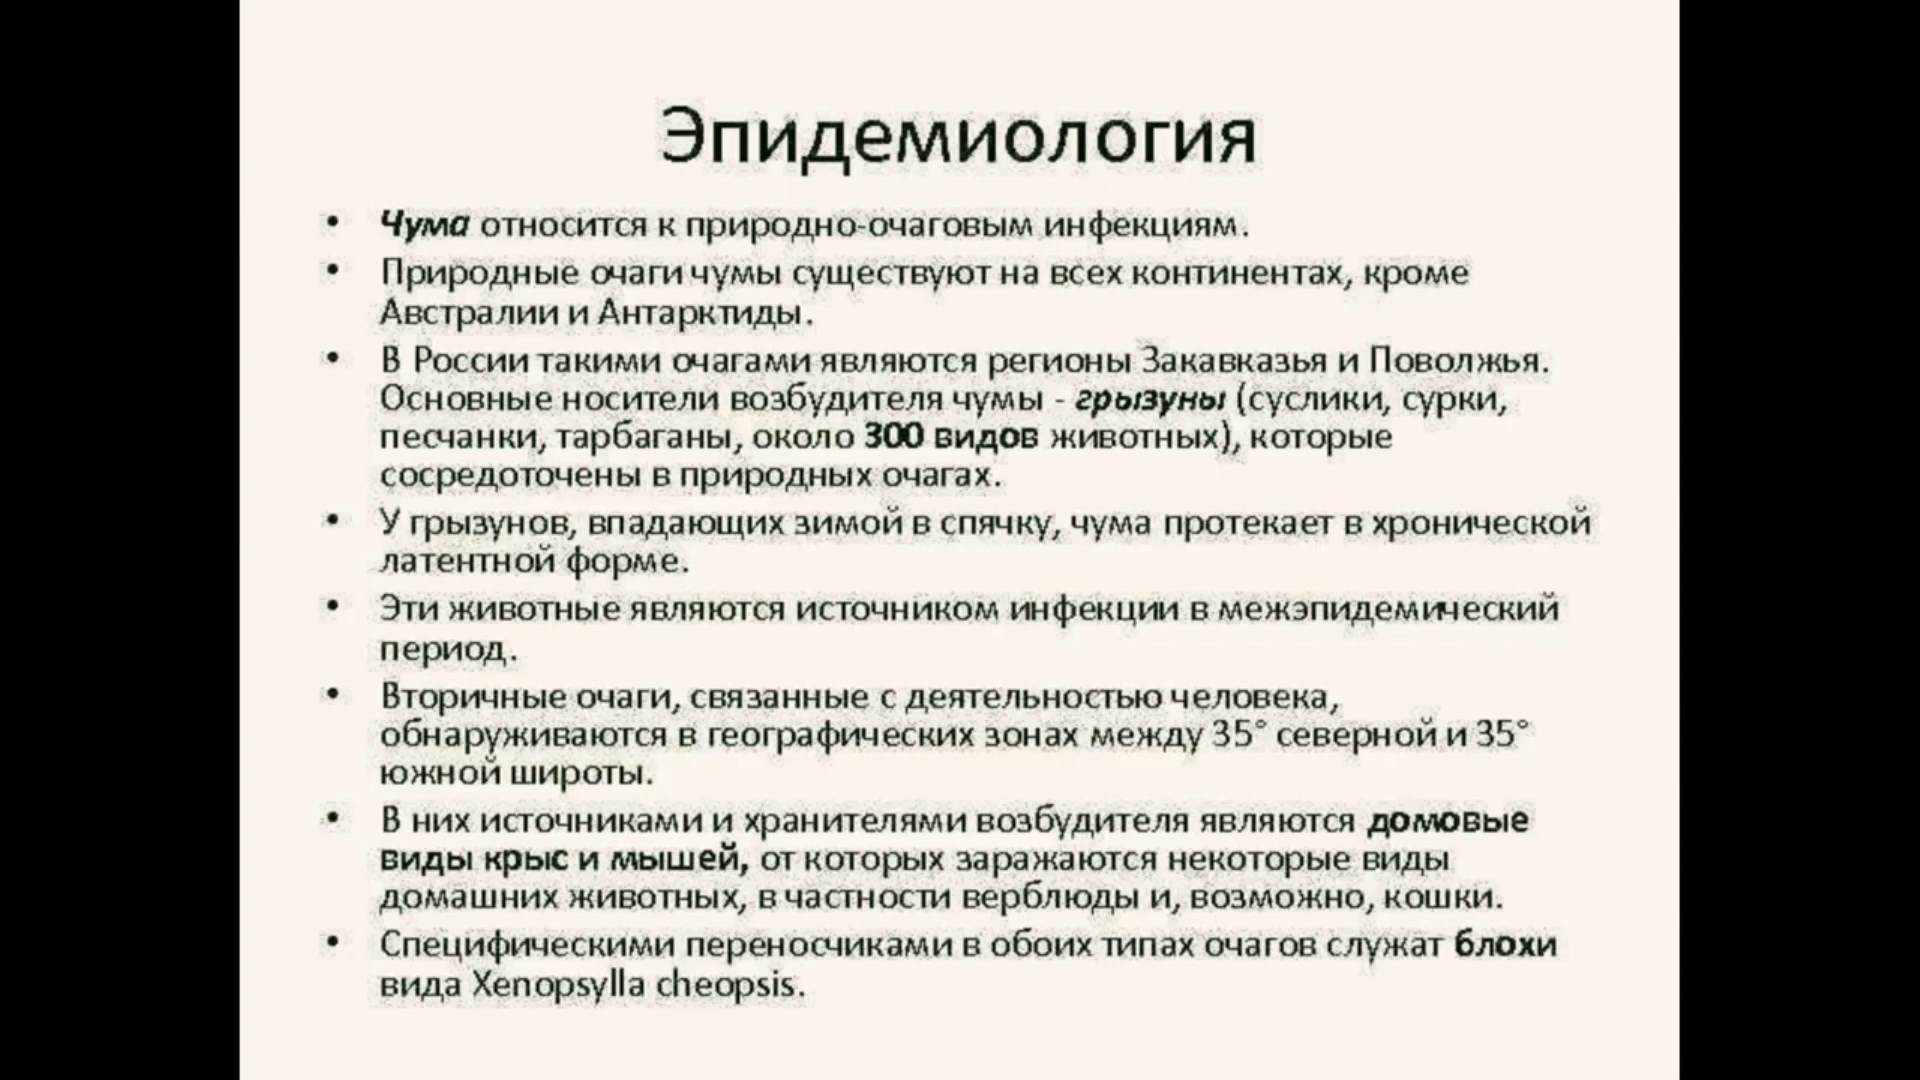 Эпидемиология
• Чума относится к природно-очаговым инфекциям.
• Природные очаги чумы существуют на всех континентах, кроме
Австралии и Антарктиды.
• В России такими очагами являются регионы Закавказья и Поволжья.
Основные носители возбудителя чумы - грызуны (суслики, сурки,
песчанки, тарбаганы, около 300 видов животных), которые
сосредоточены в природных очагах.
• У грызунов, впадающих зимой в спячку, чума протекает в хронической
латентной форме.
• Эти животные являются источником инфекции в межэпидемический
период.
• Вторичные очаги, связанные с деятельностью человека,
обнаруживаются в географических зонах между 35° северной и 35°
южной широты.
• В них источниками и хранителями возбудителя являются домовые
виды крыс и мышей, от которых заражаются некоторые виды
домашних животных, в частности верблюды и, возможно, кошки.
• Специфическими переносчиками в обоих типах очагов служат блохи
вида Xenopsylla cheopsis.